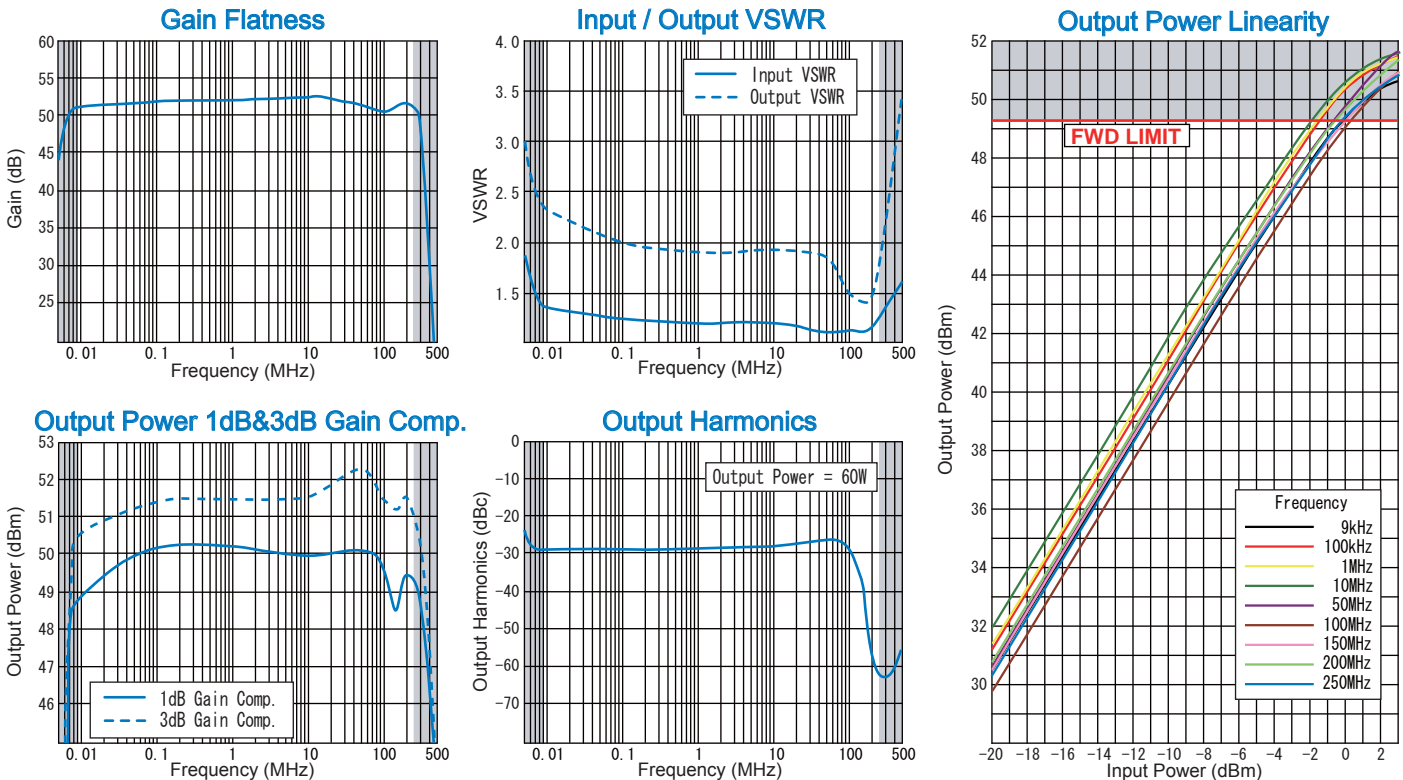 Gain Flatness
60
55
50
45
40
35
30
25
Gain (dB)
0.01 0.1 1 10 100 500
Frequency (MHz)
Input / Output VSWR
4.0
3.5
3.0
2.5
2.0
1.5
VSWR
Input VSWR
Output VSWR
0.01 0.1 1 10 100 500
Frequency (MHz)
Output Power 1dB&3dB Gain Comp.
53
52
51
50
49
48
47
46
Output Power (dBm)
1dB Gain Comp.
3dB Gain Comp.
0.01 0.1 1 10 100 500
Frequency (MHz)
Output Harmonics
0
-10
-20
-30
-40
-50
-60
-70
Output Harmonics (dBc)
Output Power = 60W
0.01 0.1 1 10 100 500
Frequency (MHz)
Output Power Linearity
52
50
48
46
44
42
40
38
36
34
32
30
Output Power (dBm)
FWD LIMIT
Frequency
9kHz
100kHz
1MHz
10MHz
50MHz
100MHz
150MHz
200MHz
250MHz
-20 -18 -16 -14 -12 -10 -8 -6 -4 -2 0 2
Input Power (dBm)